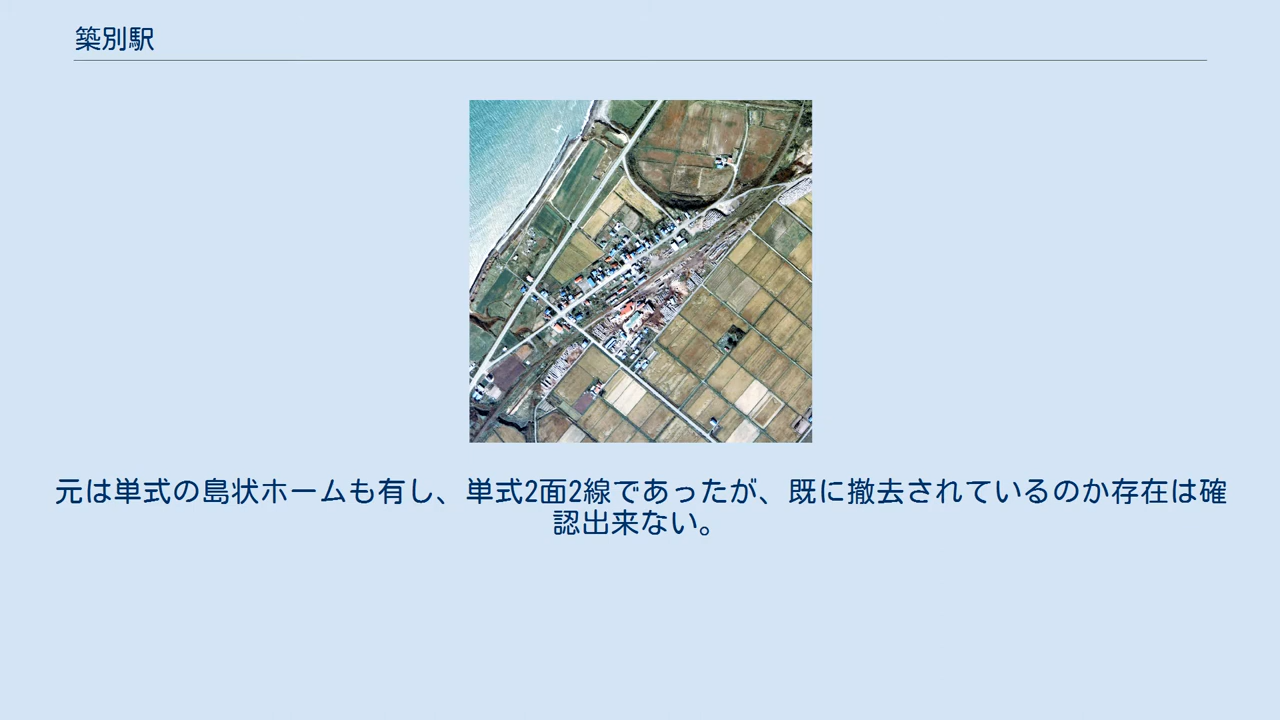 築別駅
元は単式の島状ホームも有し、単式2面2線であったが、既に撤去されているのか存在は確
認出来ない。